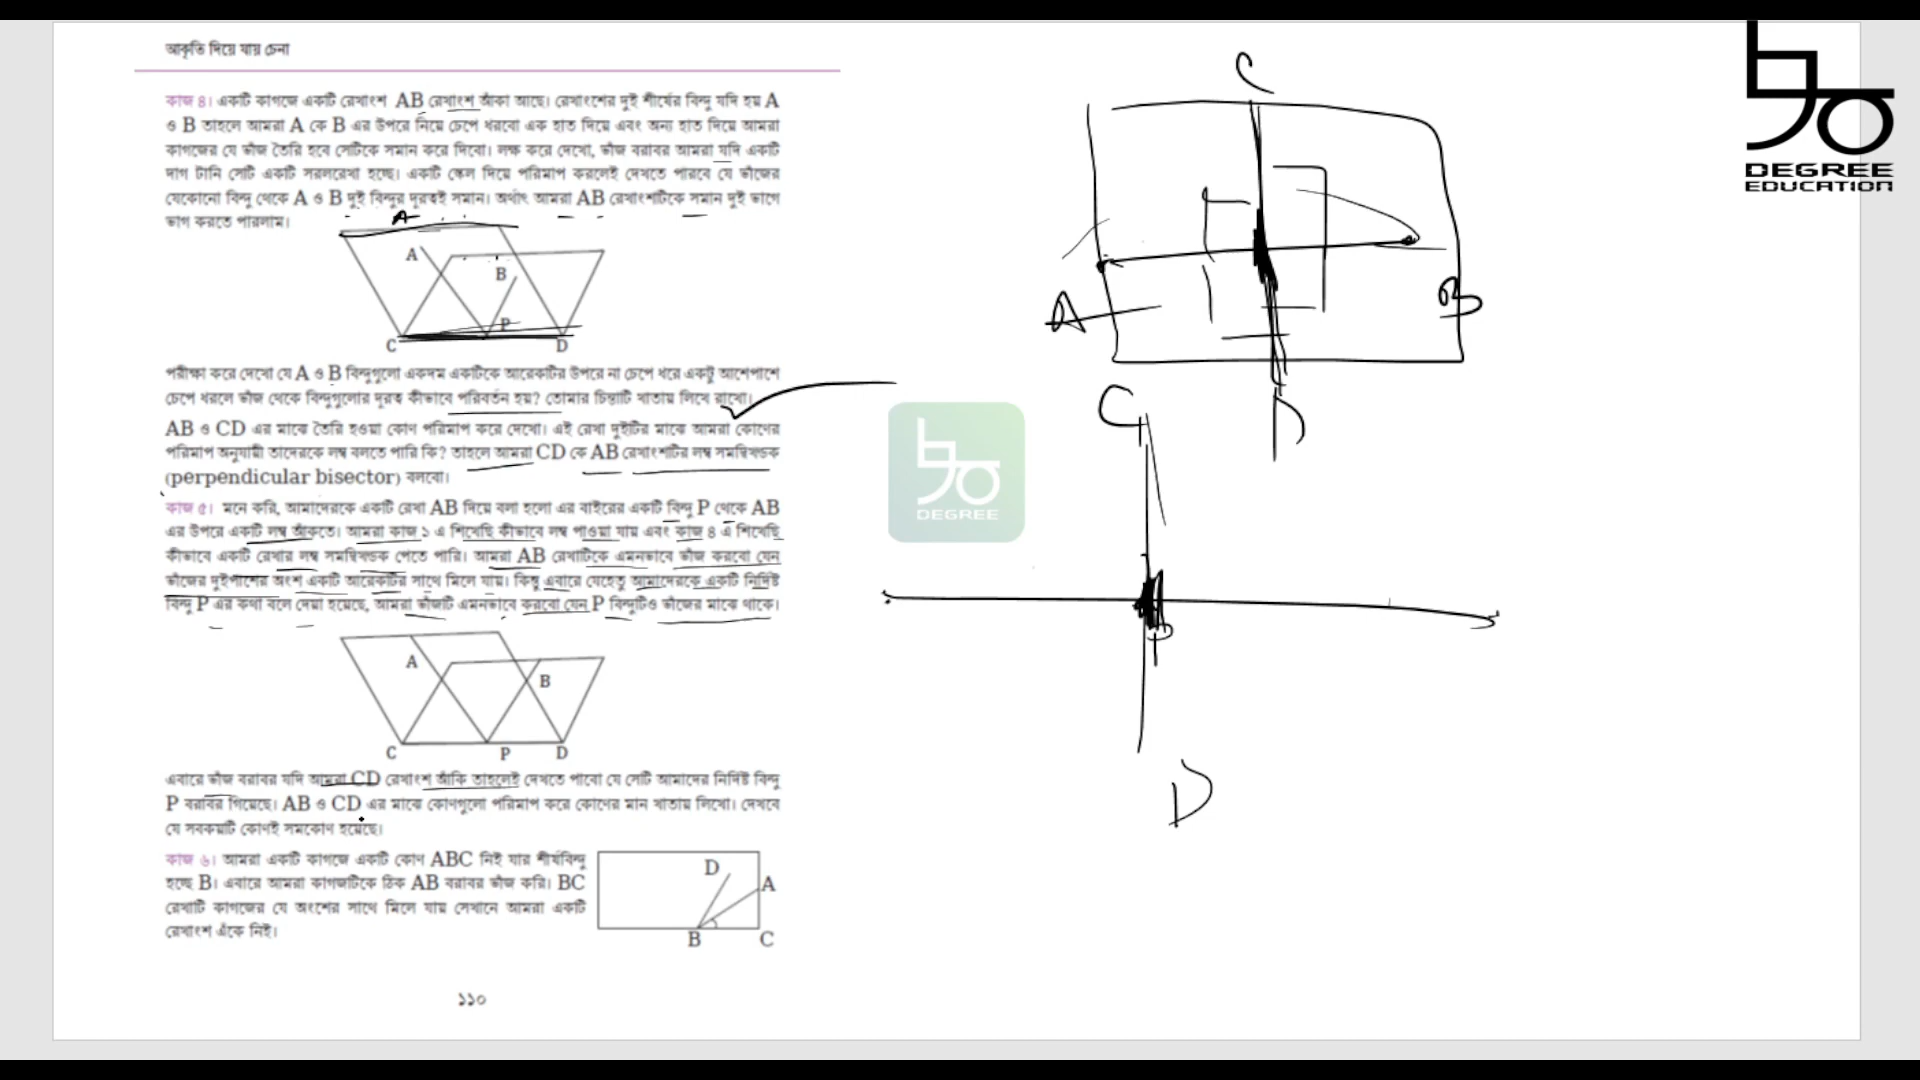 আকৃতি দিয়ে যায় চেনা
কাজ ৪। একটি কাগজে একটি রেখাংশ AB রেখাংশ আঁকা আছে। রেখাংশের দুই শীর্ষের বিন্দু যদি হয় A
ও B তাহলে আমরা A কে B এর উপরে নিয়ে চেপে ধরবো এক হাত দিয়ে এবং অন্য হাত দিয়ে আমরা
কাগজের যে ভাঁজ তৈরি হবে সেটিকে সমান করে দিবো। লক্ষ করে দেখো, ভাঁজ বরাবর আমরা যদি একটি
দাগ টানি সেটি একটি সরলরেখা হচ্ছে। একটি স্কেল দিয়ে পরিমাপ করলেই দেখতে পারবে যে ভাঁজের
যেকোনো বিন্দু থেকে A ও B দুই বিন্দুর দূরত্বই সমান। অর্থাৎ আমরা AB রেখাংশটিকে সমান দুই ভাগে
ভাগ করতে পারলাম।
A
A
B
P
C
D
পরীক্ষা করে দেখো যে A ও B বিন্দুগুলো একদম একটিকে আরেকটির উপরে না চেপে ধরে একটু আশেপাশে
চেপে ধরলে ভাঁজ থেকে বিন্দুগুলোর দূরত্ব কীভাবে পরিবর্তন হয়? তোমার চিন্তাটি খাতায় লিখে রাখো।
AB ও CD এর মাঝে তৈরি হওয়া কোণ পরিমাপ করে দেখো। এই রেখা দুইটির মাঝে আমরা কোণের
পরিমাপ অনুযায়ী তাদেরকে লম্ব বলতে পারি কি? তাহলে আমরা CD কে AB রেখাংশটির লম্ব সমদ্বিখণ্ডক
(perpendicular bisector) বলবো।
কাজ ৫। মনে করি, আমাদেরকে একটি রেখা AB দিয়ে বলা হলো এর বাইরের একটি বিন্দু P থেকে AB
এর উপরে একটি লম্ব আঁকতে। আমরা কাজ ১ এ শিখেছি কীভাবে লম্ব পাওয়া যায় এবং কাজ ৪ এ শিখেছি
কীভাবে একটি রেখার লম্ব সমদ্বিখণ্ডক পেতে পারি। আমরা AB রেখাটিকে এমনভাবে ভাঁজ করবো যেন
ভাঁজের দুইপাশের অংশ একটি আরেকটির সাথে মিলে যায়। কিন্তু এবারে যেহেতু আমাদেরকে একটি নির্দিষ্ট
বিন্দু P এর কথা বলে দেয়া হয়েছে, আমরা ভাঁজটি এমনভাবে করবো যেন P বিন্দুটিও ভাঁজের মাঝে থাকে।
A
B
C P D
এবারে ভাঁজ বরাবর যদি আমরা CD রেখাংশ আঁকি তাহলেই দেখতে পাবো যে সেটি আমাদের নির্দিষ্ট বিন্দু
P বরাবর গিয়েছে। AB ও CD এর মাঝে কোণগুলো পরিমাপ করে কোণের মান খাতায় লিখো। দেখবে
যে সবকয়টি কোণই সমকোণ হয়েছে।
কাজ ৬। আমরা একটি কাগজে একটি কোণ ABC নিই যার শীর্ষবিন্দু
হচ্ছে B। এবারে আমরা কাগজটিকে ঠিক AB বরাবর ভাঁজ করি। BC
রেখাটি কাগজের যে অংশের সাথে মিলে যায় সেখানে আমরা একটি
রেখাংশ এঁকে নিই।
D
A
B
C
১১০
C
A
B
D
C
P
D
১০
DEGREE
১০
DEGREE
EDUCATION